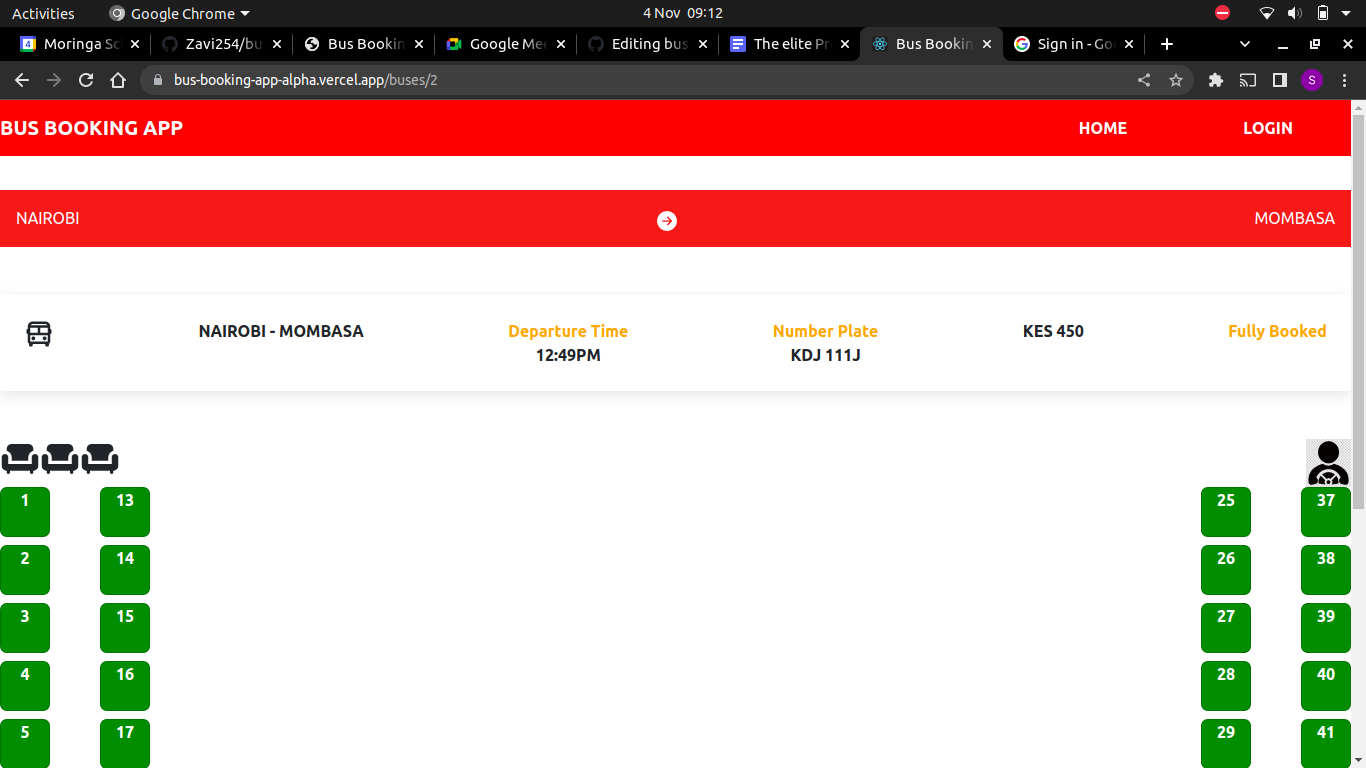 Activities Google Chrome 4 Nov 09:12
Moringa Sc Zavi254/bu Bus Bookin Google Mee Editing bus The elite Pr Bus Bookin Sign in - Goo
bus-booking-app-alpha.vercel.app/buses/2 S
BUS BOOKING APP HOME LOGIN
NAIROBI MOMBASA
NAIROBI - MOMBASA Departure Time Number Plate KES 450 Fully Booked
12:49PM KDJ 111J
1 13 25 37
2 14 26 38
3 15 27 39
4 16 28 40
5 17 29 41